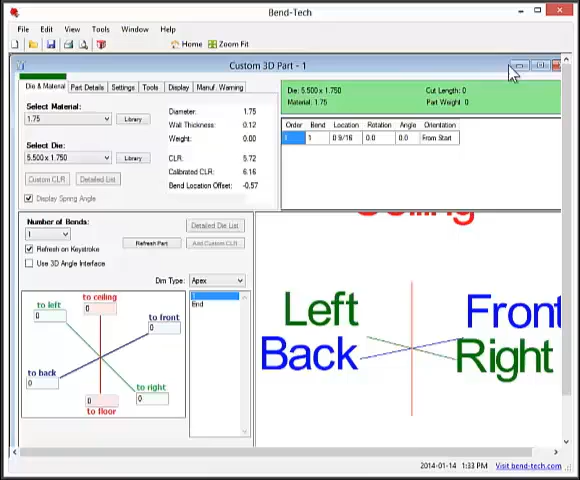 Bend-Tech
File Edit View Tools Window Help
Home Zoom Fit
Custom 3D Part - 1
Die & Material Part Details Settings Tools Display Manuf. Warning
Select Material:
1.75 Library
Select Die:
5.500 x 1.750 Library
Custom CLR Detailed List
Display Spring Angle
Diameter: 1.75
Wall Thickness: 0.12
Weight: 0.00
CLR: 5.72
Calibrated CLR: 6.16
Bend Location Offset: -0.57
Die: 5.500 x 1.750 Cut Length: 0
Material: 1.75 Part Weight 0
Order Bend Location Rotation Angle Orientation
1 1 0 9/16 0.0 0.0 From Start
Number of Bends:
1
Detailed Die List
Refresh on Keystroke
Refresh Part Add Custom CLR
Use 3D Angle Interface
Dim Type: Apex
1
End
to left
0
to ceiling
0
to front
0
to back
0
to right
0
0
to floor
Ceiling
Left Front
Back Right
2014-01-14 1:33 PM Visit bend-tech.com